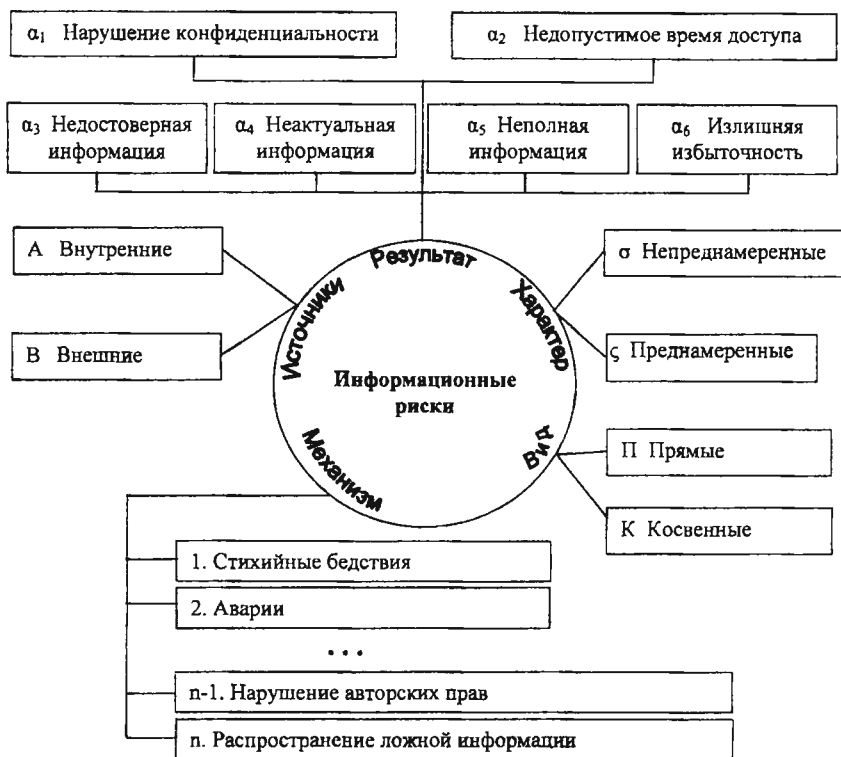 α₁ Нарушение конфиденциальности
α₂ Недопустимое время доступа
α₃ Недостоверная
информация
α₄ Неактуальная
информация
α₅ Неполная
информация
α₆ Излишняя
избыточность
А Внутренние
В Внешние
Источники
Результат
Характер
σ Непреднамеренные
ς Преднамеренные
Информационные
риски
Механизм
Вид
П Прямые
К Косвенные
1. Стихийные бедствия
2. Аварии
...
n-1. Нарушение авторских прав
n. Распространение ложной информации